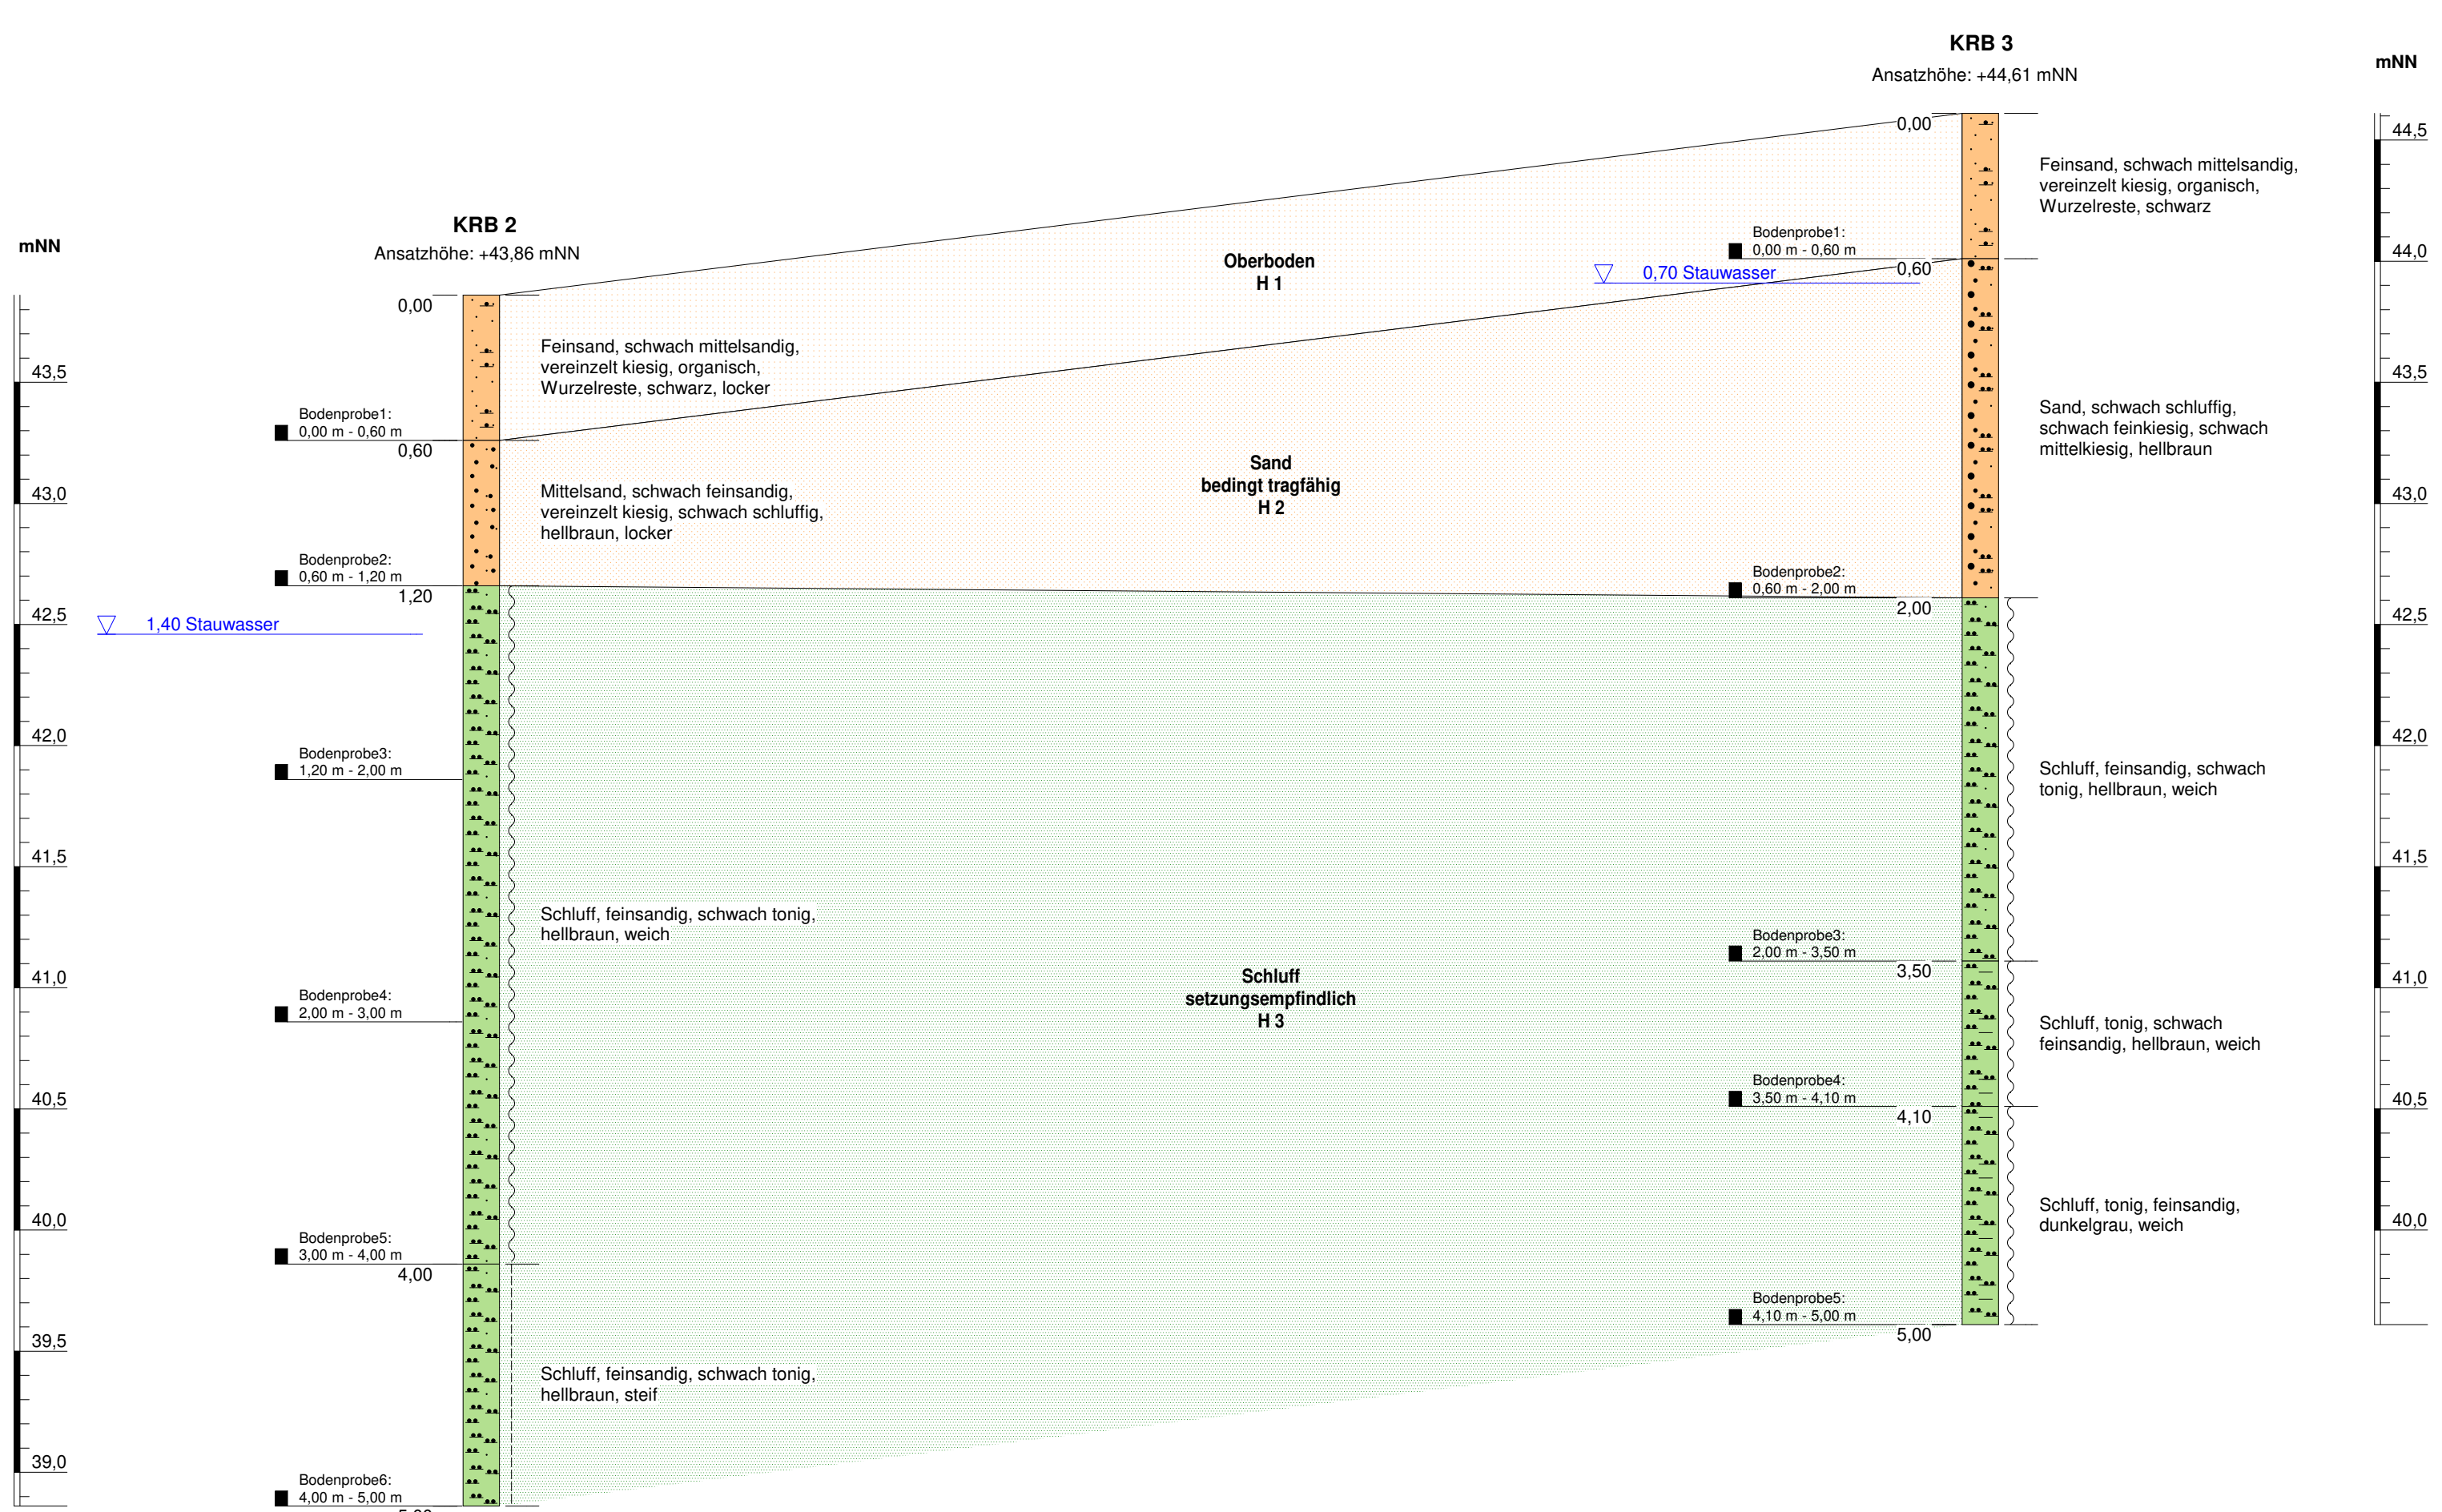 KRB 3
Ansatzhöhe: +44,61 mNN
mNN
KRB 2
Ansatzhöhe: +43,86 mNN
mNN
0,00
0,60
1,20
4,00
Bodenprobe1:
0,00 m - 0,60 m
Bodenprobe2:
0,60 m - 1,20 m
1,40 Stauwasser
Bodenprobe3:
1,20 m - 2,00 m
Bodenprobe4:
2,00 m - 3,00 m
Bodenprobe5:
3,00 m - 4,00 m
Bodenprobe6:
4,00 m - 5,00 m
43,5
43,0
42,5
42,0
41,5
41,0
40,5
40,0
39,5
39,0
Feinsand, schwach mittelsandig,
vereinzelt kiesig, organisch,
Wurzelreste, schwarz, locker
Mittelsand, schwach feinsandig,
vereinzelt kiesig, schwach schluffig,
hellbraun, locker
Schluff, feinsandig, schwach tonig,
hellbraun, weich
Schluff, feinsandig, schwach tonig,
hellbraun, steif
Oberboden
H 1
Sand
bedingt tragfähig
H 2
Schluff
setzungsempfindlich
H 3
0,00
Bodenprobe1:
0,00 m - 0,60 m
0,60
0,70 Stauwasser
Bodenprobe2:
0,60 m - 2,00 m
2,00
Bodenprobe3:
2,00 m - 3,50 m
3,50
Bodenprobe4:
3,50 m - 4,10 m
4,10
Bodenprobe5:
4,10 m - 5,00 m
5,00
Feinsand, schwach mittelsandig,
vereinzelt kiesig, organisch,
Wurzelreste, schwarz
Sand, schwach schluffig,
schwach feinkiesig, schwach
mittelkiesig, hellbraun
Schluff, feinsandig, schwach
tonig, hellbraun, weich
Schluff, tonig, schwach
feinsandig, hellbraun, weich
Schluff, tonig, feinsandig,
dunkelgrau, weich
44,5
44,0
43,5
43,0
42,5
42,0
41,5
41,0
40,5
40,0